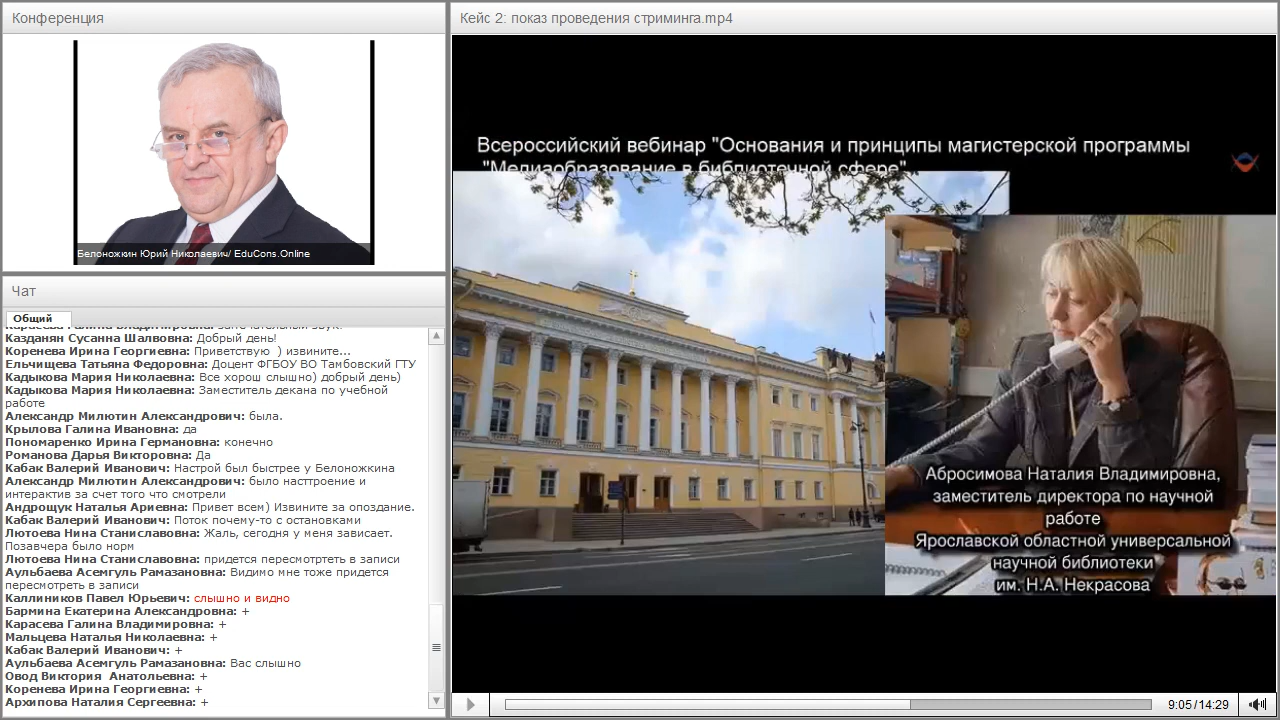 Конференция
Белоножкин Юрий Николаевич/ EduCons.Online
Чат
Общий
Карасева Галина Владимировна: замечательный звук!
Казданян Сусанна Шалвовна: Добрый день!
Коренева Ирина Георгиевна: Приветствую ) извините...
Ельчищева Татьяна Федоровна: Доцент ФГБОУ ВО Тамбовский ГТУ
Кадыкова Мария Николаевна: Все хорош слышно) добрый день)
Кадыкова Мария Николаевна: Заместитель декана по учебной
работе
Александр Милютин Александрович: была.
Крылова Галина Ивановна: да
Пономаренко Ирина Германовна: конечно
Романова Дарья Викторовна: Да
Кабак Валерий Иванович: Настрой был быстрее у Белоножкина
Александр Милютин Александрович: было настроение и
интерактив за счет того что смотрели
Андрощук Наталья Ариевна: Привет всем) Извините за опоздание.
Кабак Валерий Иванович: Поток почему-то с остановками
Лютоева Нина Станиславовна: Жаль, сегодня у меня зависает.
Позавчера было норм
Лютоева Нина Станиславовна: придется пересмотртеть в записи
Аульбаева Асемгуль Рамазановна: Видимо мне тоже придется
пересмотреть в записи
Каллиников Павел Юрьевич: слышно и видно
Бармина Екатерина Александровна: +
Карасева Галина Владимировна: +
Мальцева Наталья Николаевна: +
Кабак Валерий Иванович: +
Аульбаева Асемгуль Рамазановна: Вас слышно
Овод Виктория Анатольевна: +
Коренева Ирина Георгиевна: +
Архипова Наталия Сергеевна: +
Кейс 2: показ проведения стриминга.mp4
Всероссийский вебинар "Основания и принципы магистерской программы
"Медиаобразование в библиотечной сфере"
Абросимова Наталия Владимировна,
заместитель директора по научной
работе
Ярославской областной универсальной
научной библиотеки
им. Н.А. Некрасова
9:05/14:29